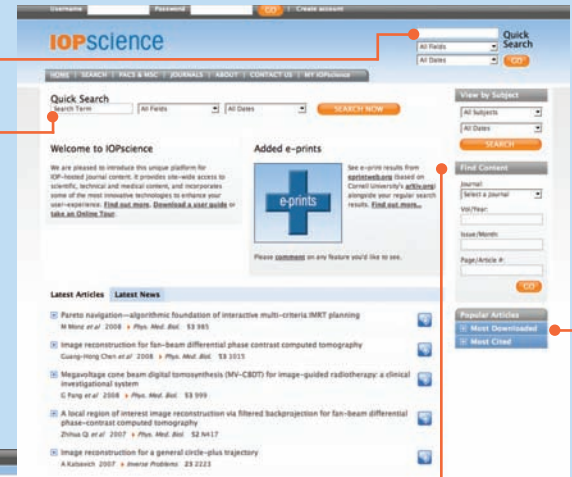 Username Password GO | Create account
IOPscience
Quick Search
All Fields
All Dates GO
HOME | SEARCH | PACS & MSC | JOURNALS | ABOUT | CONTACT US | MY IOPscience
Quick Search
Search Term All Fields All Dates SEARCH NOW
View by Subject
All Subjects
All Dates
SEARCH
Welcome to IOPscience
We are pleased to introduce this unique platform for
IOP-hosted journal content. It provides site-wide access to
scientific, technical and medical content, and incorporates
some of the most innovative technologies to enhance your
user-experience. Find out more. Download a user guide or
take an Online Tour.
Added e-prints
e-prints
See e-print results from
eprintweb.org (based on
Cornell University's arXiv.org)
alongside your regular search
results. Find out more...
Please comment on any feature you'd like to see.
Find Content
Journal:
Select a journal
Vol/Year:
Issue/Month:
Page/Article #:
GO
Popular Articles
Most Downloaded
Most Cited
Latest Articles Latest News
Pareto navigation—algorithmic foundation of interactive multi-criteria IMRT planning
M Monz et al 2008 Phys. Med. Biol. 53 985
Image reconstruction for fan-beam differential phase contrast computed tomography
Guang-Hong Chen et al 2008 Phys. Med. Biol. 53 1015
Megavoltage cone beam digital tomosynthesis (MV-CBDT) for image-guided radiotherapy: a clinical
investigational system
G Pang et al 2008 Phys. Med. Biol. 53 999
A local region of interest image reconstruction via filtered backprojection for fan-beam differential
phase-contrast computed tomography
Zhihua Qi et al 2007 Phys. Med. Biol. 52 N417
Image reconstruction for a general circle-plus trajectory
A Katsevich 2007 Inverse Problems 23 2223